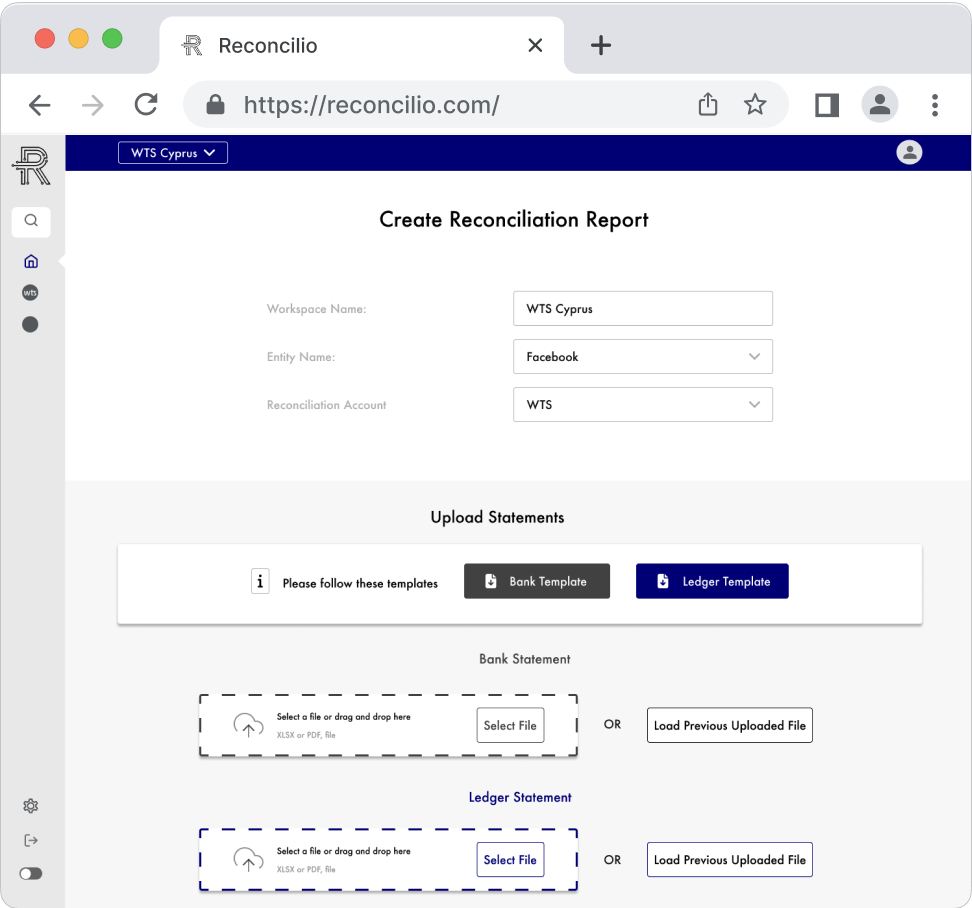 Reconcilio
https://reconcilio.com/
WTS Cyprus
wts
Create Reconciliation Report
Workspace Name: WTS Cyprus
Entity Name: Facebook
Reconciliation Account WTS
Upload Statements
i Please follow these templates Bank Template Ledger Template
Bank Statement
Select a file or drag and drop here
XLSX or PDF, file
Select File
OR
Load Previous Uploaded File
Ledger Statement
Select a file or drag and drop here
XLSX or PDF, file
Select File
OR
Load Previous Uploaded File